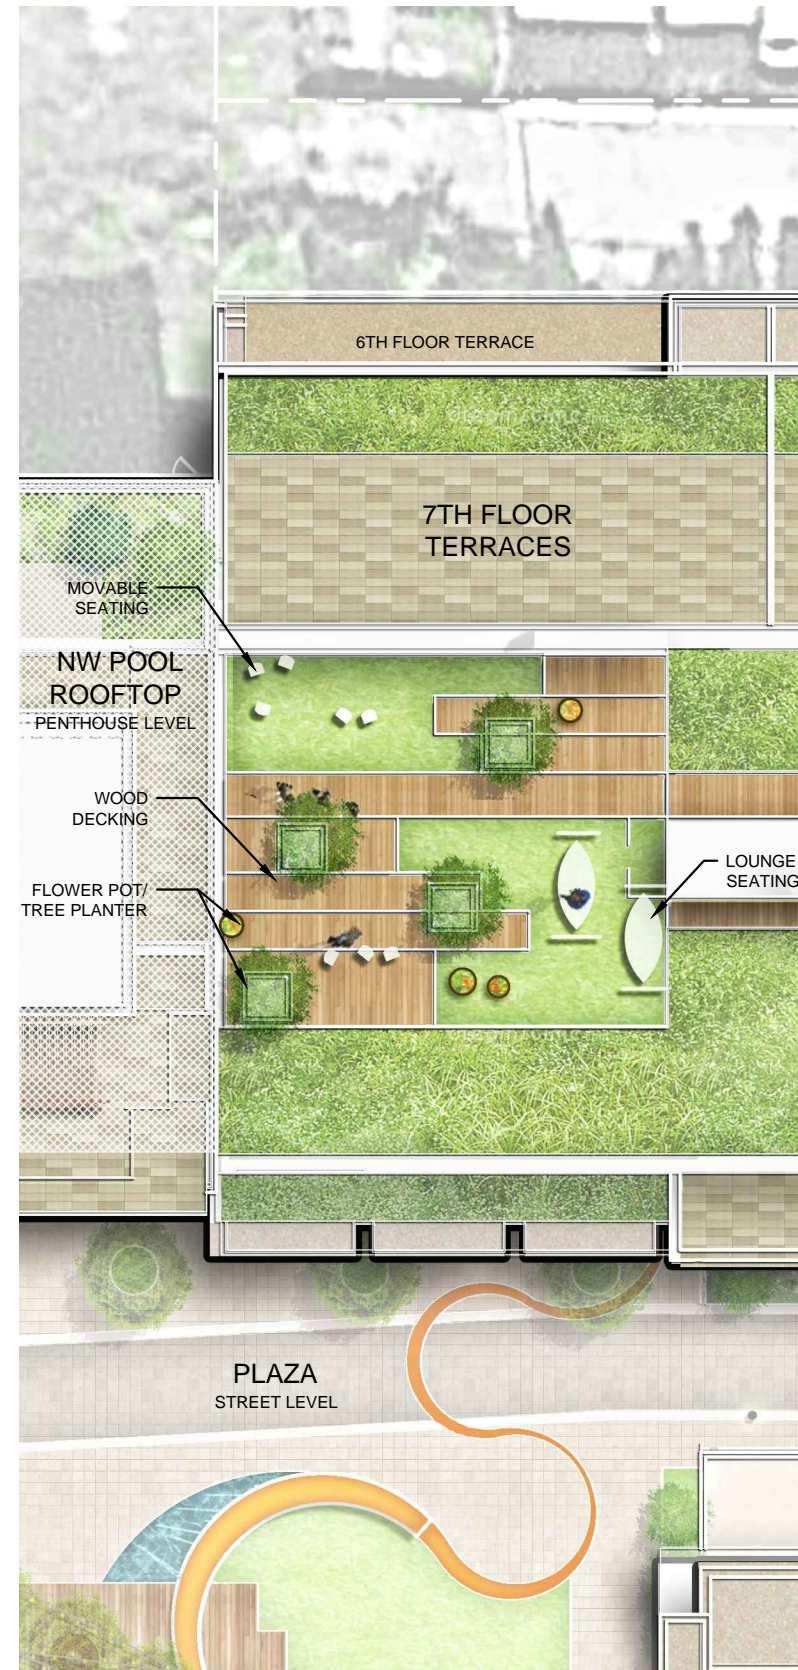 6TH FLOOR TERRACE
7TH FLOOR
TERRACES
MOVABLE
SEATING
NW POOL
ROOFTOP
PENTHOUSE LEVEL
WOOD
DECKING
LOUNGE
SEATING
FLOWER POT/
TREE PLANTER
PLAZA
STREET LEVEL